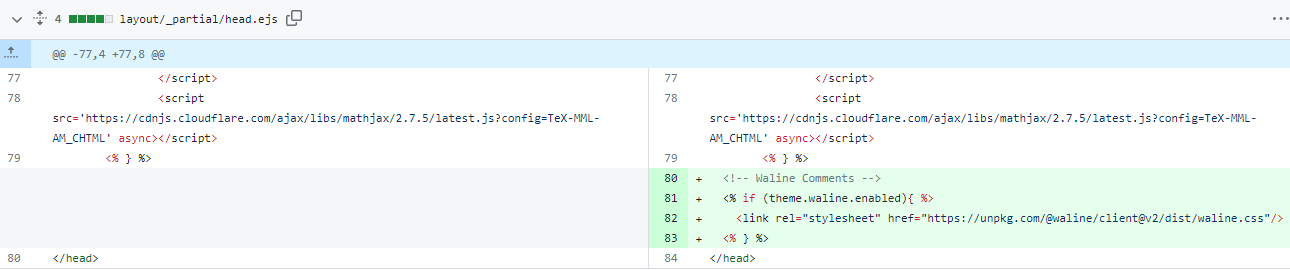 4 layout/_partial/head.ejs
@@ -77,4 +77,8 @@
77 </script>
78 <script
src='https://cdnjs.cloudflare.com/ajax/libs/mathjax/2.7.5/latest.js?config=TeX-MML-
AM_CHTML' async></script>
79 <% } %>
80 </head>
77 </script>
78 <script
src='https://cdnjs.cloudflare.com/ajax/libs/mathjax/2.7.5/latest.js?config=TeX-MML-
AM_CHTML' async></script>
79 <% } %>
80 + <!-- Waline Comments -->
81 + <% if (theme.waline.enabled){ %>
82 + <link rel="stylesheet" href="https://unpkg.com/@waline/client@v2/dist/waline.css"/>
83 + <% } %>
84 </head>